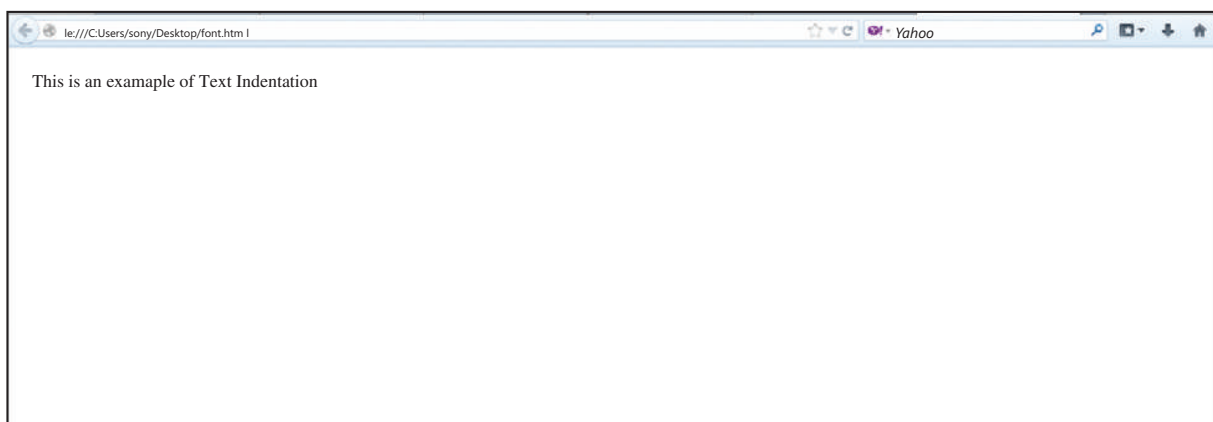 le:///C:Users/sony/Desktop/font.htm l
Y! Yahoo
This is an examaple of Text Indentation